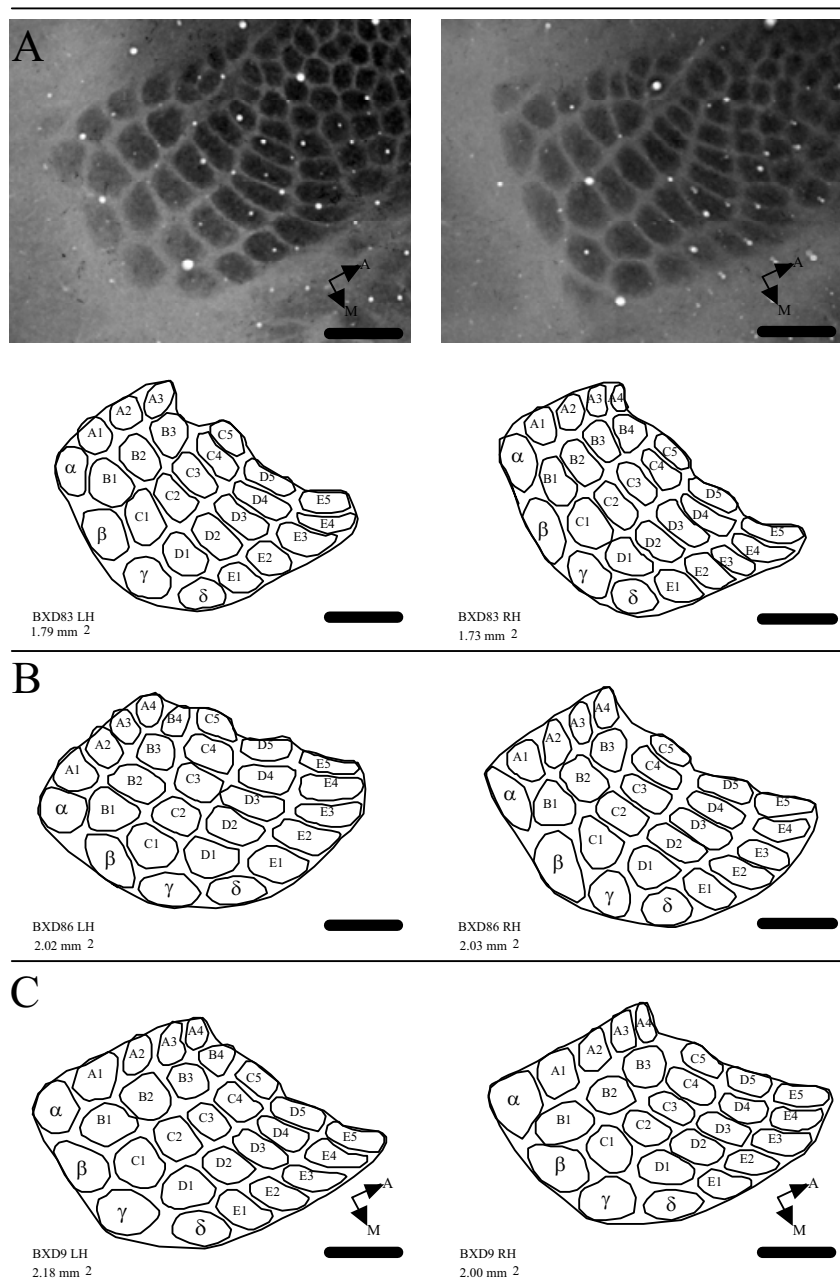 A
A
M
A
M
A3
A2
A1
B3
C5
α
B2
C4
B1
C3
D5
C2
D4
E5
β
C1
D3
E4
D2
E3
D1
E2
γ
E1
δ
BXD83 LH
1.79 mm 2
A3 A4
A2
A1
B4
B3
C5
α
B2
C4
B1
C3
D5
C2
D4
β
C1
D3
E5
D2
E4
D1
E3
E2
γ
E1
δ
BXD83 RH
1.73 mm 2
B
A4
A3
B4
C5
A2
B3
C4
D5
A1
E5
B2
C3
D4
E4
α
B1
D3
C2
E3
D2
E2
C1
D1
β
E1
γ
δ
BXD86 LH
2.02 mm 2
A4
A3
A2
B3
C5
A1
C4
B2
C3
D5
α
B1
D4
E5
C2
D3
E4
C1
D2
E3
β
D1
E2
E1
γ
δ
BXD86 RH
2.03 mm 2
C
A4
A3
A2
B4
A1
B3
C5
B2
C4
α
D5
B1
C3
D4
C2
E5
D3
β
C1
D2
E4
E3
D1
E2
γ
E1
δ
A
M
BXD9 LH
2.18 mm 2
A4
A3
A2
B3
C5
A1
C4
D5
B2
E5
α
C3
D4
B1
E4
C2
D3
E3
C1
D2
E2
β
D1
E1
γ
δ
A
M
BXD9 RH
2.00 mm 2